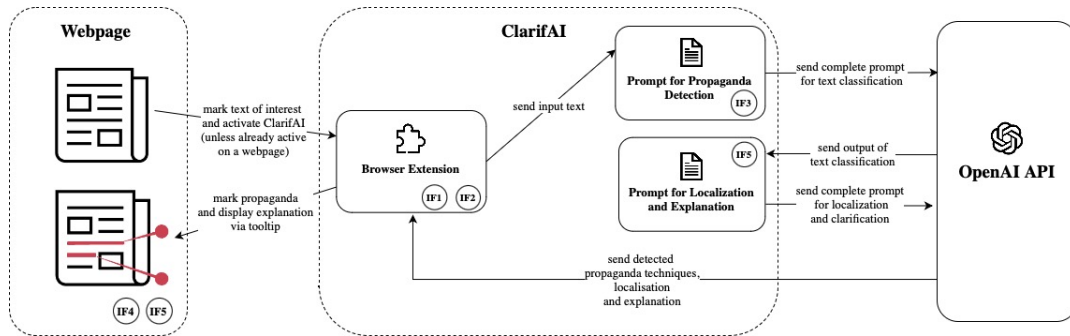 Webpage
mark text of interest
and activate ClarifAI
(unless already active
on a webpage)
mark propaganda
and display explanation
via tooltip
IF4
IF5
ClarifAI
Browser Extension
IF1
IF2
send input text
Prompt for Propaganda
Detection
IF3
IF5
Prompt for Localization
and Explanation
send complete prompt
for text classification
send output of
text classification
send complete prompt
for localization
and clarification
send detected
propaganda techniques,
localisation
and explanation
OpenAI API